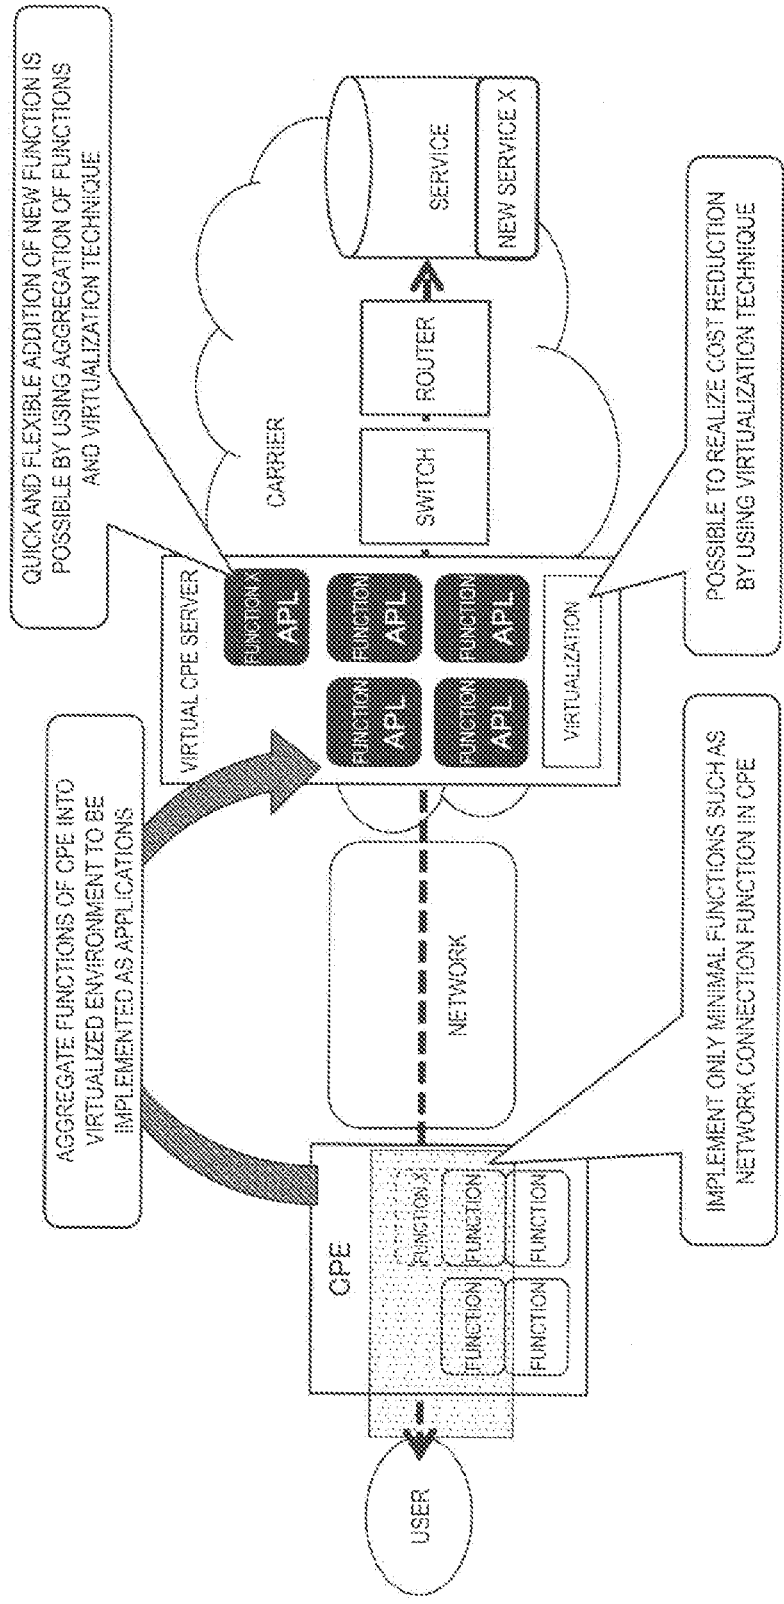 AGGREGATE FUNCTIONS OF CPE INTO
VIRTUALIZED ENVIRONMENT TO BE
IMPLEMENTED AS APPLICATIONS
QUICK AND FLEXIBLE ADDITION OF NEW FUNCTION IS
POSSIBLE BY USING AGGREGATION OF FUNCTIONS
AND VIRTUALIZATION TECHNIQUE
USER
CPE
FUNCTION X
FUNCTION
FUNCTION
FUNCTION
FUNCTION
NETWORK
VIRTUAL CPE SERVER
FUNCTION X
APL
FUNCTION
APL
FUNCTION
APL
FUNCTION
APL
FUNCTION
APL
VIRTUALIZATION
CARRIER
SWITCH
ROUTER
SERVICE
NEW SERVICE X
IMPLEMENT ONLY MINIMAL FUNCTIONS SUCH AS
NETWORK CONNECTION FUNCTION IN CPE
POSSIBLE TO REALIZE COST REDUCTION
BY USING VIRTUALIZATION TECHNIQUE